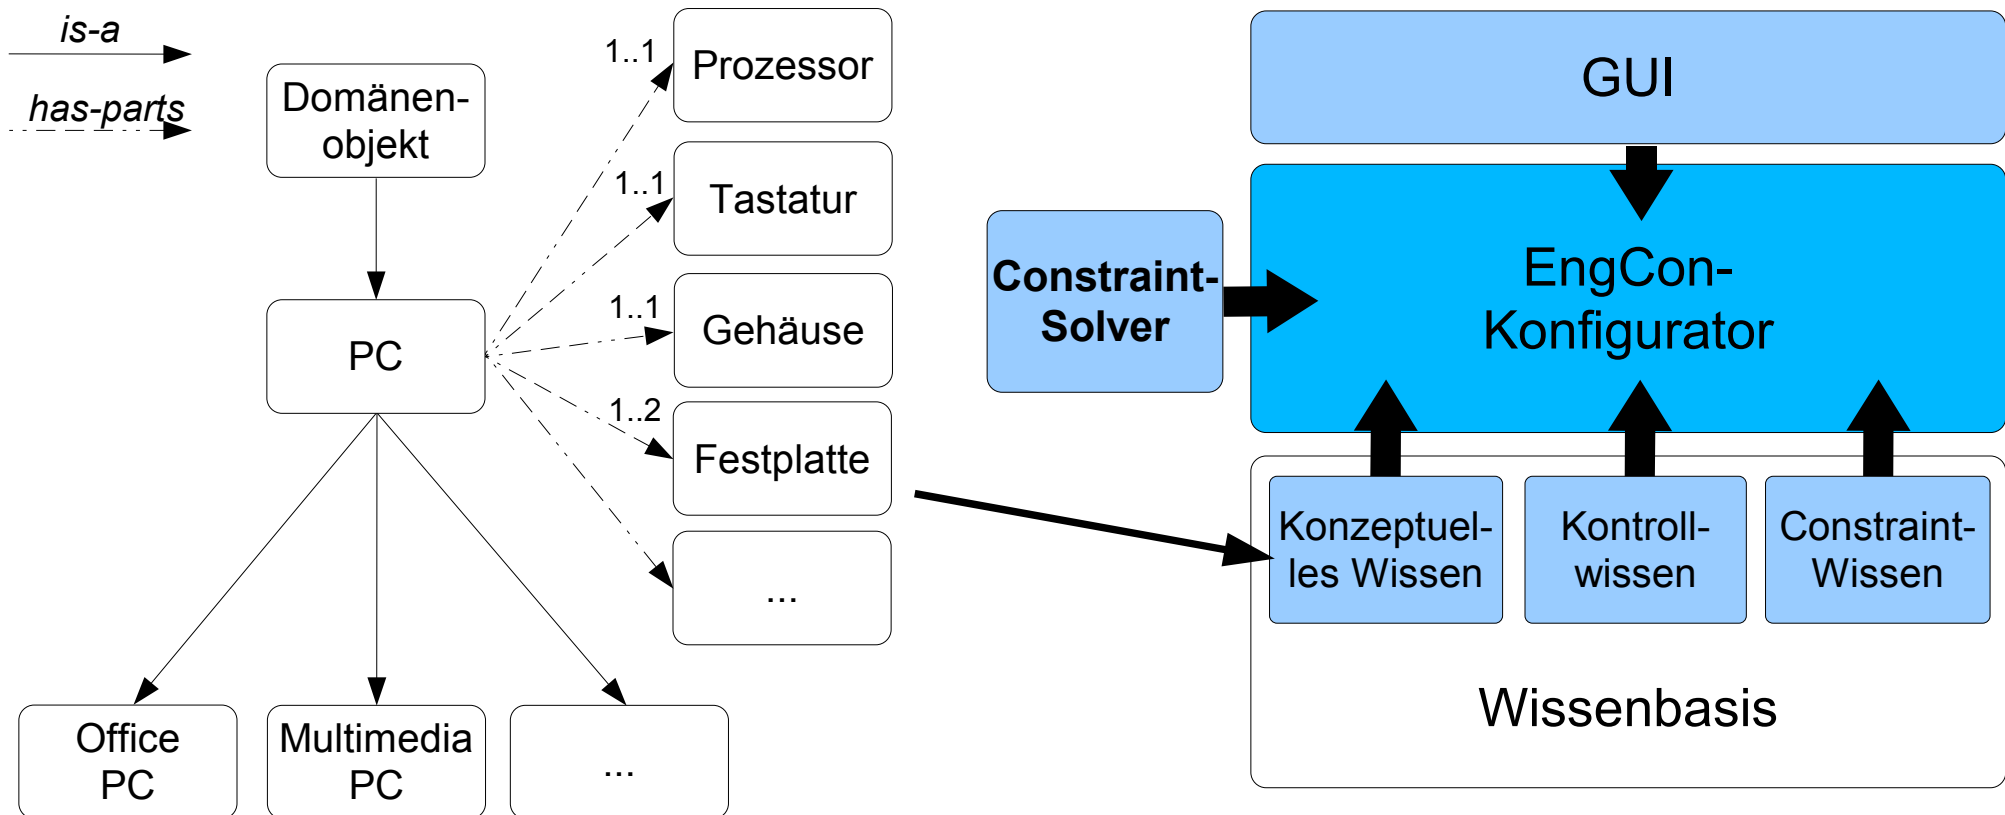 is-a
has-parts
Domänen-
objekt
PC
Office
PC
Multimedia
PC
...
1..1
Prozessor
1..1
Tastatur
1..1
Gehäuse
1..2
Festplatte
...
GUI
Constraint-
Solver
EngCon-
Konfigurator
Konzeptuel-
les Wissen
Kontroll-
wissen
Constraint-
Wissen
Wissenbasis